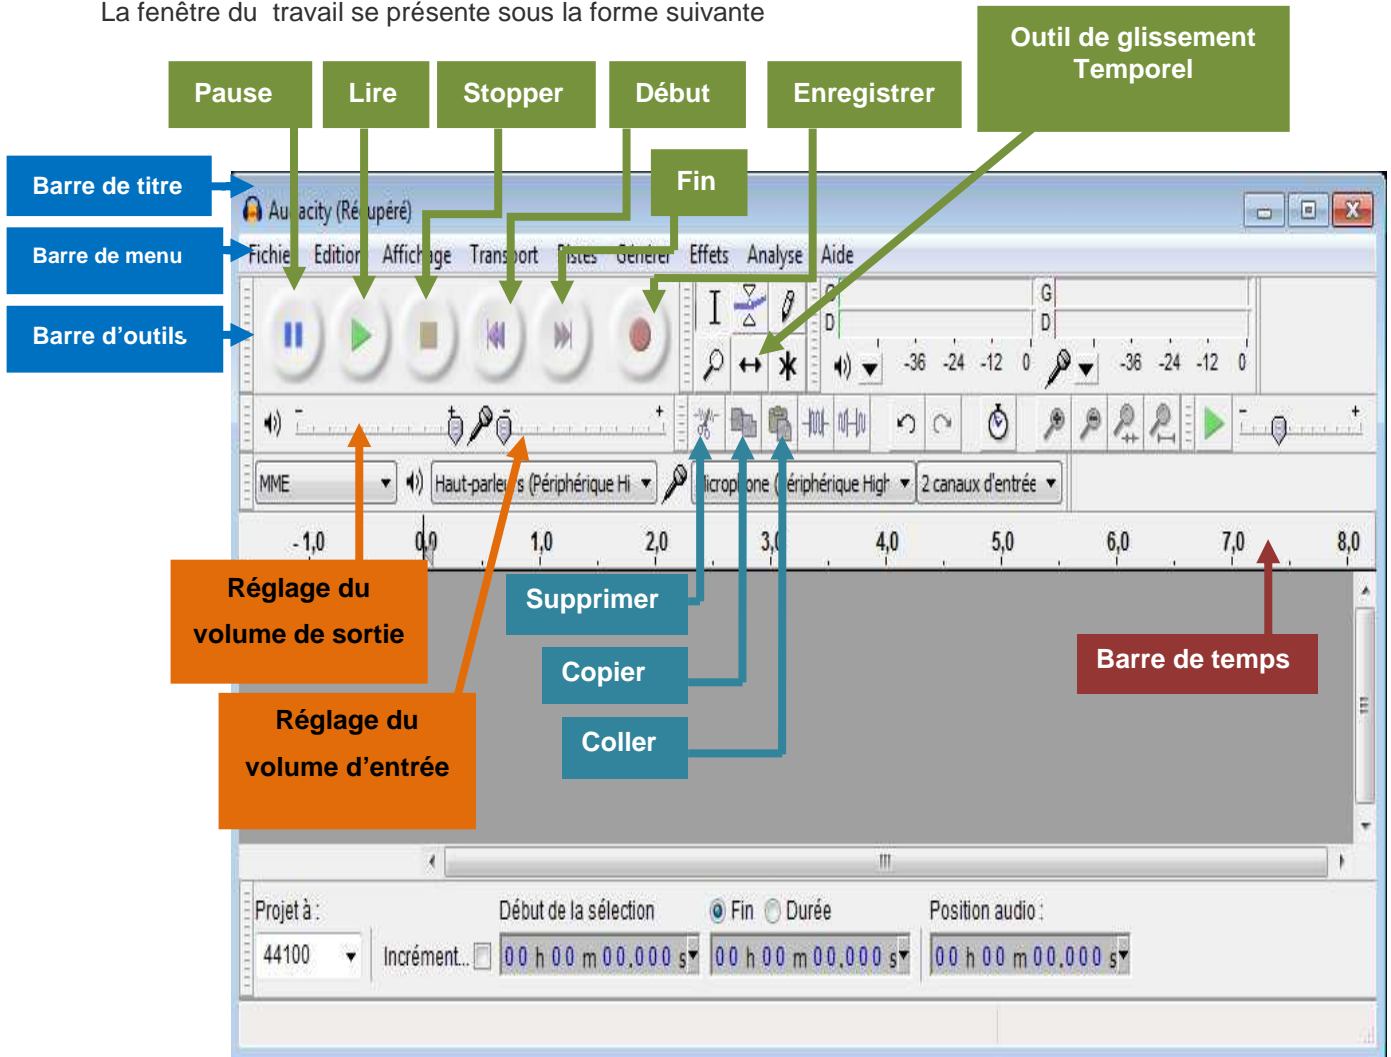 La fenêtre du  travail se présente sous la forme suivante
Outil de glissement
Temporel
Pause
Lire
Stopper
Début
Enregistrer
Fin
Barre de titre
Audacity (Récupéré)
Barre de menu
Fichier Edition Affichage Transport Pistes Générer Effets Analyse Aide
Barre d’outils
G
D
-36 -24 -12 0
G
D
-36 -24 -12 0
- +
- +
- +
MME
Haut-parleurs (Périphérique Hi
Microphone (Périphérique High
2 canaux d'entrée
- 1,0 0,0 1,0 2,0 3,0 4,0 5,0 6,0 7,0 8,0
Réglage du
volume de sortie
Supprimer
Copier
Barre de temps
Réglage du
volume d’entrée
Coller
Projet à :
Début de la sélection
Fin Durée
Position audio :
44100
Incrément...
00 h 00 m 00,000 s
00 h 00 m 00,000 s
00 h 00 m 00,000 s